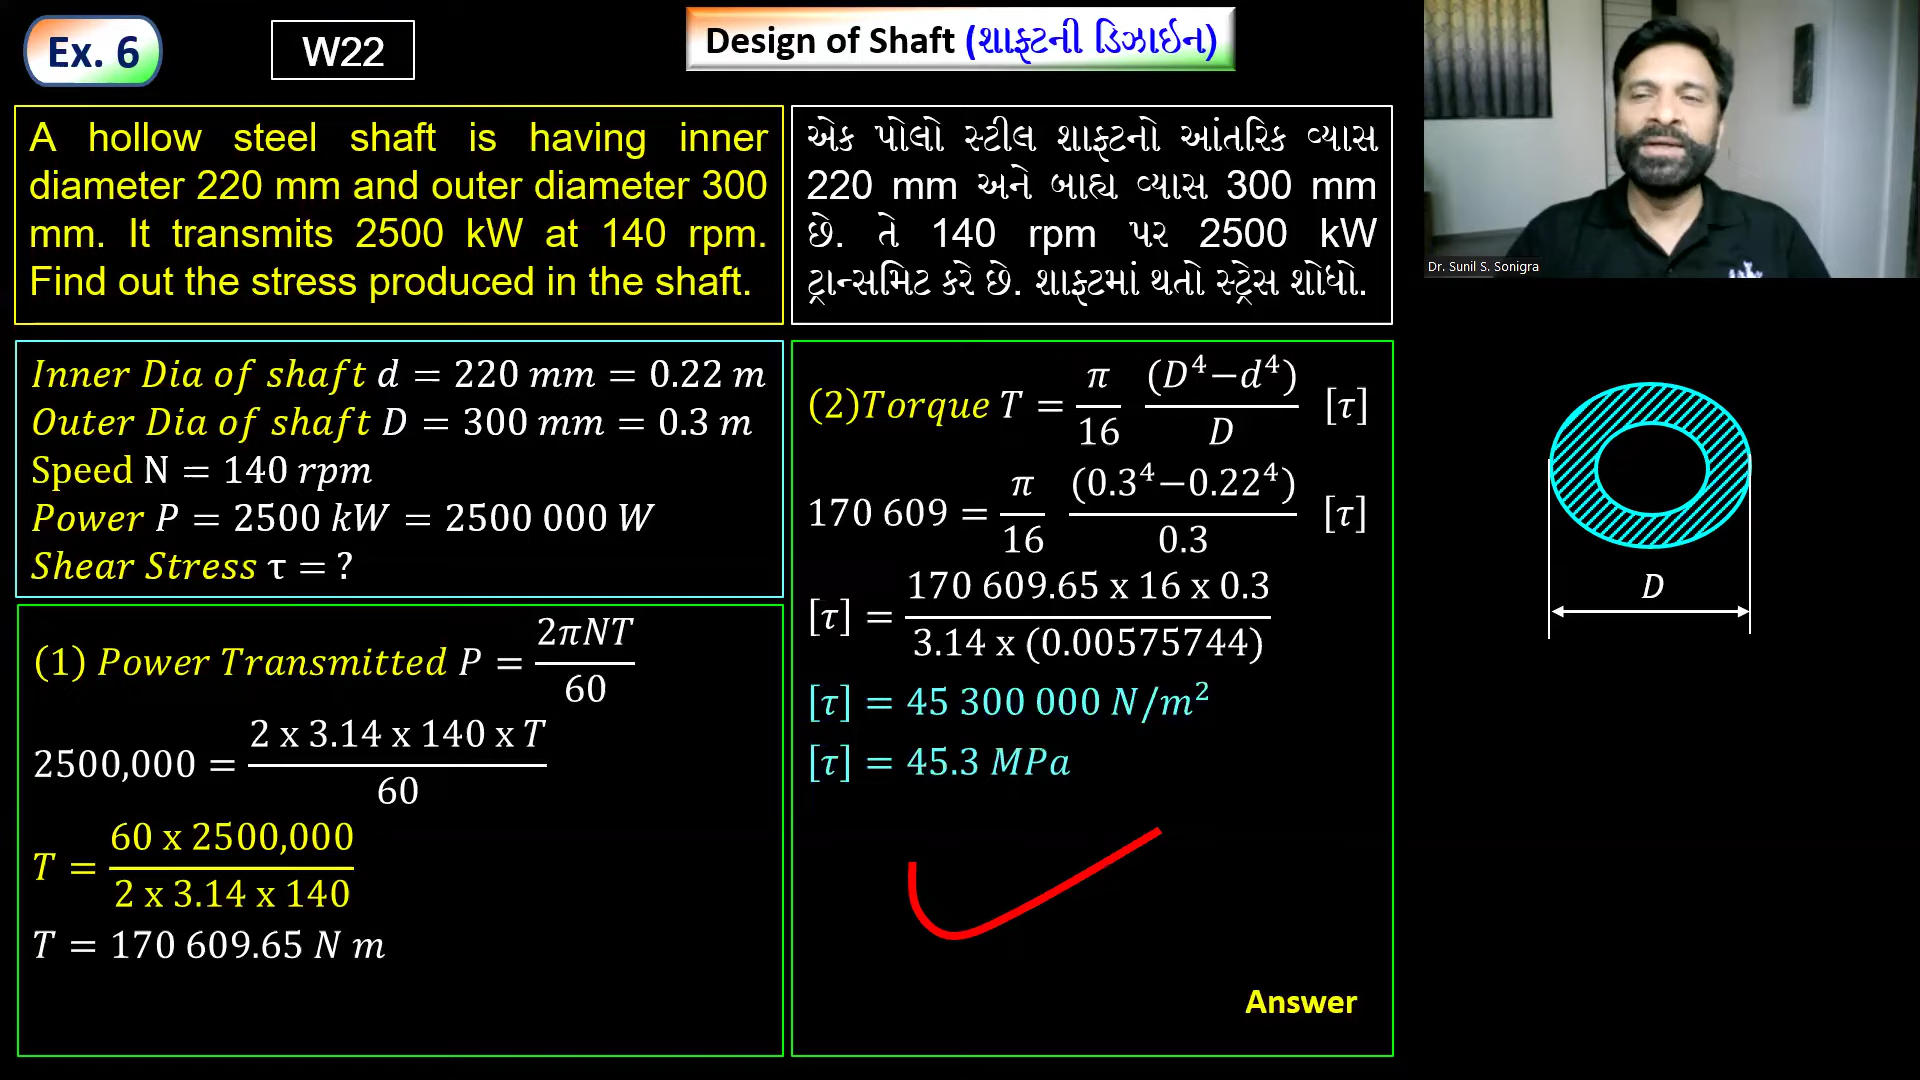 Ex. 6
W22
Design of Shaft (શાફ્ટની ડિઝાઈન)
A hollow steel shaft is having inner
diameter 220 mm and outer diameter 300
mm. It transmits 2500 kW at 140 rpm.
Find out the stress produced in the shaft.
એક પોલો સ્ટીલ શાફ્ટનો આંતરિક વ્યાસ
220 mm અને બાહ્ય વ્યાસ 300 mm
છે. તે 140 rpm પર 2500 kW
ટ્રાન્સમિટ કરે છે. શાફ્ટમાં થતો સ્ટ્રેસ શોધો.
Dr. Sunil S. Sonigra
Inner Dia of shaft d = 220 mm = 0.22 m
Outer Dia of shaft D = 300 mm = 0.3 m
Speed N = 140 rpm
Power P = 2500 kW = 2500 000 W
Shear Stress τ = ?
(1) Power Transmitted P = 2πNT/60
2500,000 = 2 x 3.14 x 140 x T/60
T = 60 x 2500,000/2 x 3.14 x 140
T = 170 609.65 N m
(2)Torque T = π/16 (D⁴−d⁴)/D [τ]
170 609 = π/16 (0.3⁴−0.22⁴)/0.3 [τ]
[τ] = 170 609.65 x 16 x 0.3/3.14 x (0.00575744)
[τ] = 45 300 000 N/m²
[τ] = 45.3 MPa
Answer
D